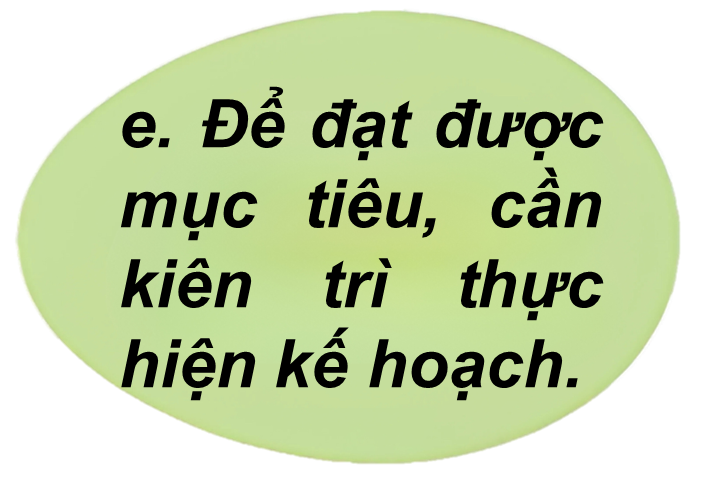 e. Để đạt được
mục tiêu, cần
kiên trì thực
hiện kế hoạch.